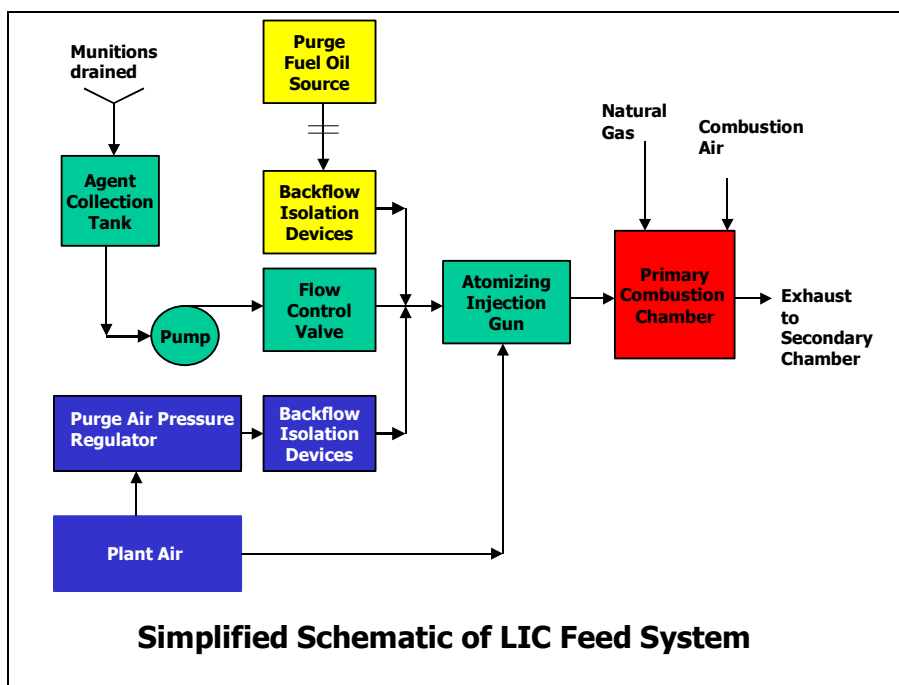 Munitions
drained
Purge
Fuel Oil
Source
Natural
Gas
Combustion
Air
Agent
Collection
Tank
Backflow
Isolation
Devices
Pump
Flow
Control
Valve
Atomizing
Injection
Gun
Primary
Combustion
Chamber
Exhaust
to
Secondary
Chamber
Purge Air Pressure
Regulator
Backflow
Isolation
Devices
Plant Air
Simplified Schematic of LIC Feed System